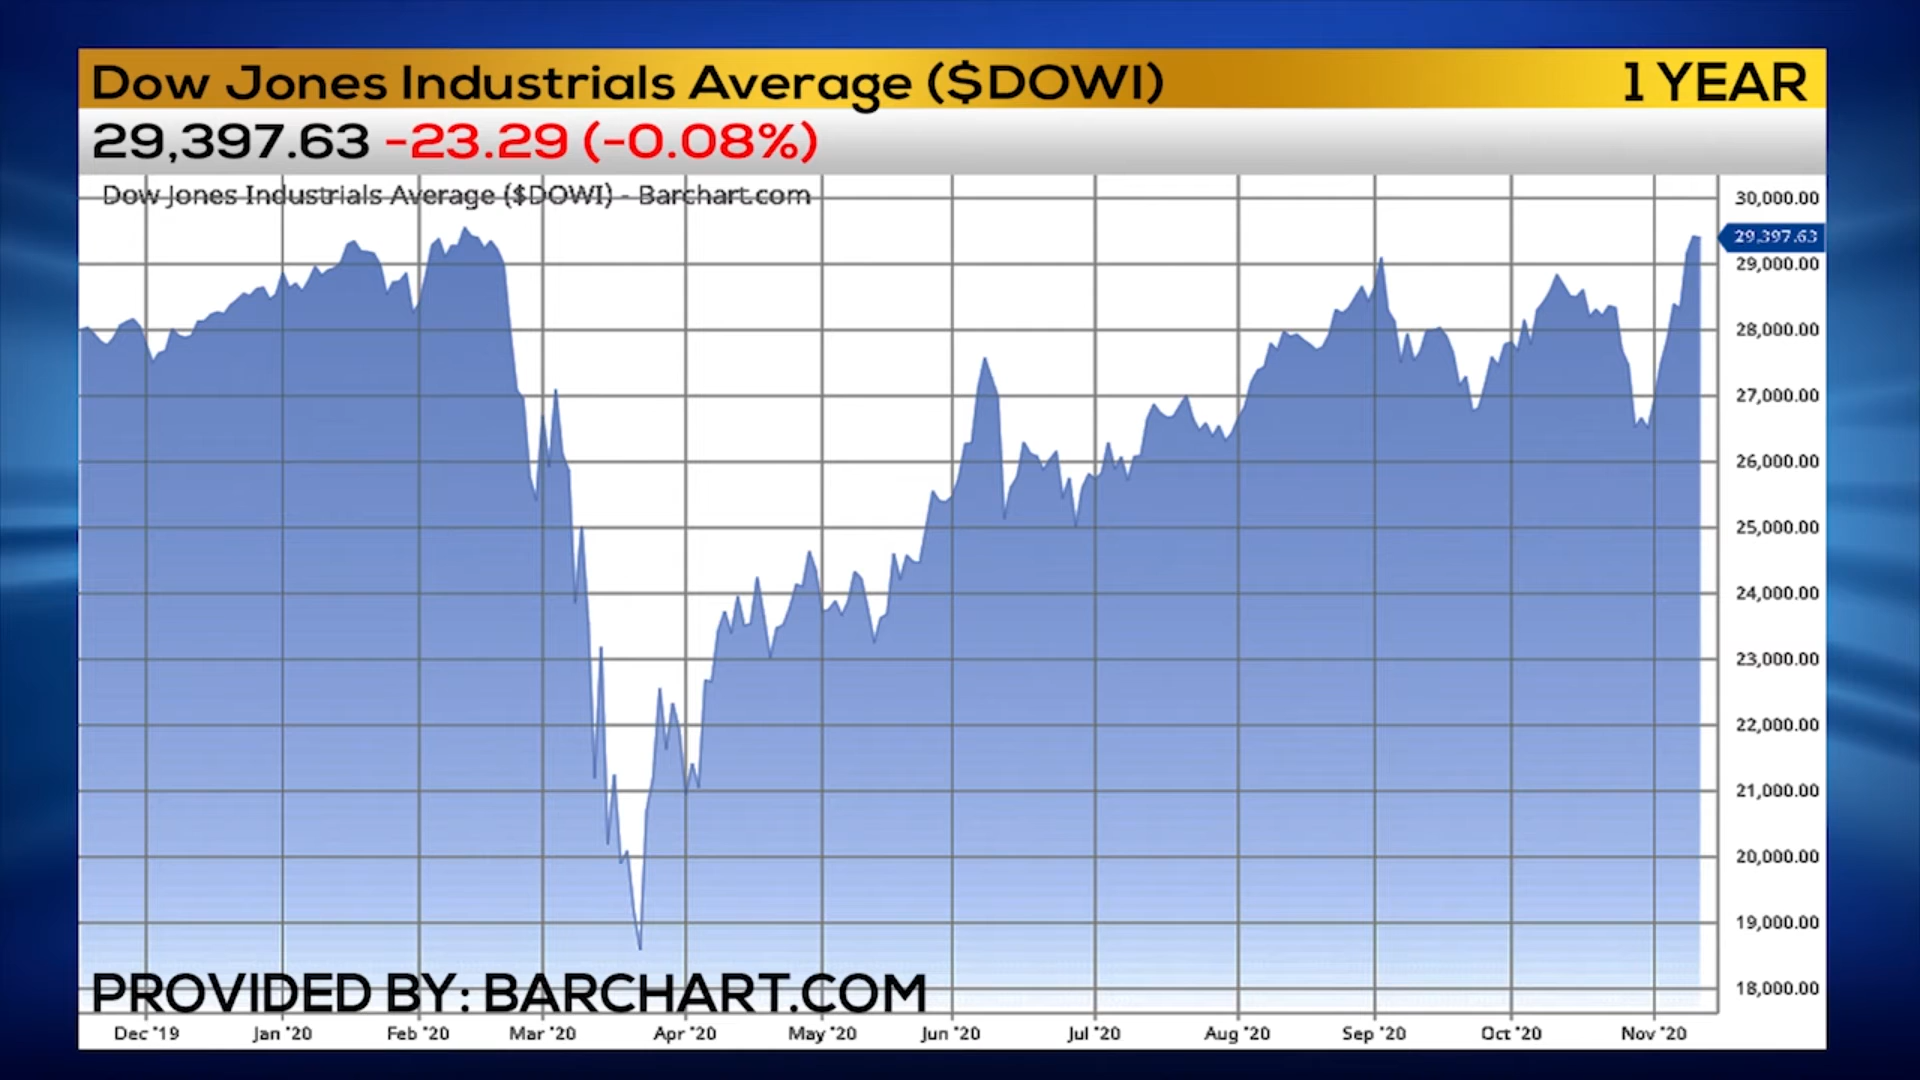 Dow Jones Industrials Average ($DOWI) 1 YEAR
29,397.63 -23.29 (-0.08%)
Dow Jones Industrials Average ($DOWI) - Barchart.com
30,000.00
29,397.63
29,000.00
28,000.00
27,000.00
26,000.00
25,000.00
24,000.00
23,000.00
22,000.00
21,000.00
20,000.00
19,000.00
18,000.00
PROVIDED BY: BARCHART.COM
Dec '19 Jan '20 Feb '20 Mar '20 Apr '20 May '20 Jun '20 Jul '20 Aug '20 Sep '20 Oct '20 Nov '20